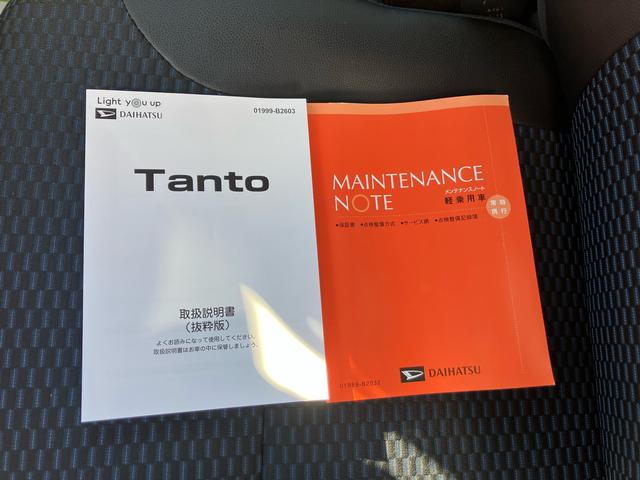 Light you up
DAIHATSU
01999-B2603
Tanto
取扱説明書
（抜粋版）
よくお読みになって使用してください。
取扱説明書はお車の中に保管しましょう。
MAINTENANCE
NOTE
メンテナンスノート
軽乗用車
常時
携行
●保証書 ●点検整備方式 ●サービス網 ●点検整備記録簿
DAIHATSU
01999-B2032